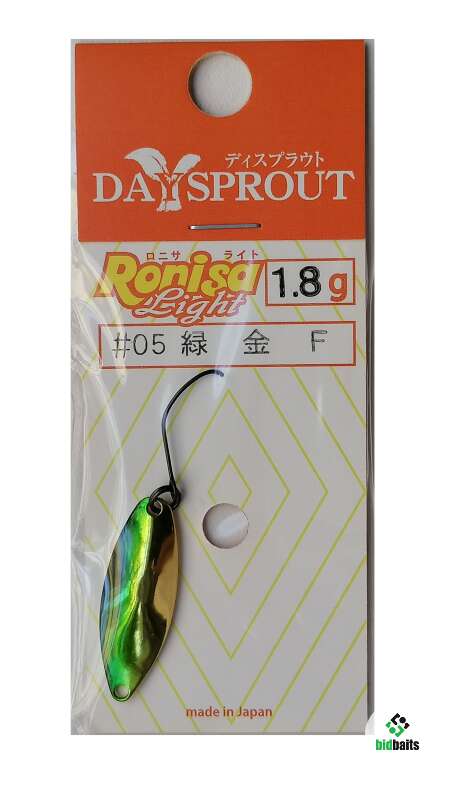 ディスプラウト
DAYSPROUT
ロニサ ライト
Ronisa
Light
1.8g
#05 緑 金 F
made in Japan
bidbaits